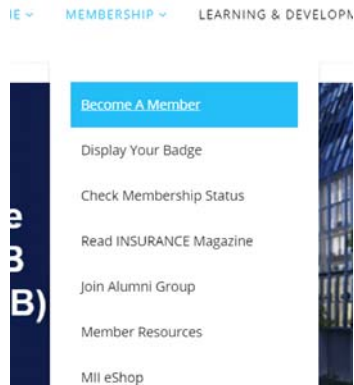 MEMBERSHIP
LEARNING & DEVELOPM
Become A Member
Display Your Badge
Check Membership Status
Read INSURANCE Magazine
Join Alumni Group
Member Resources
MII eShop
B)